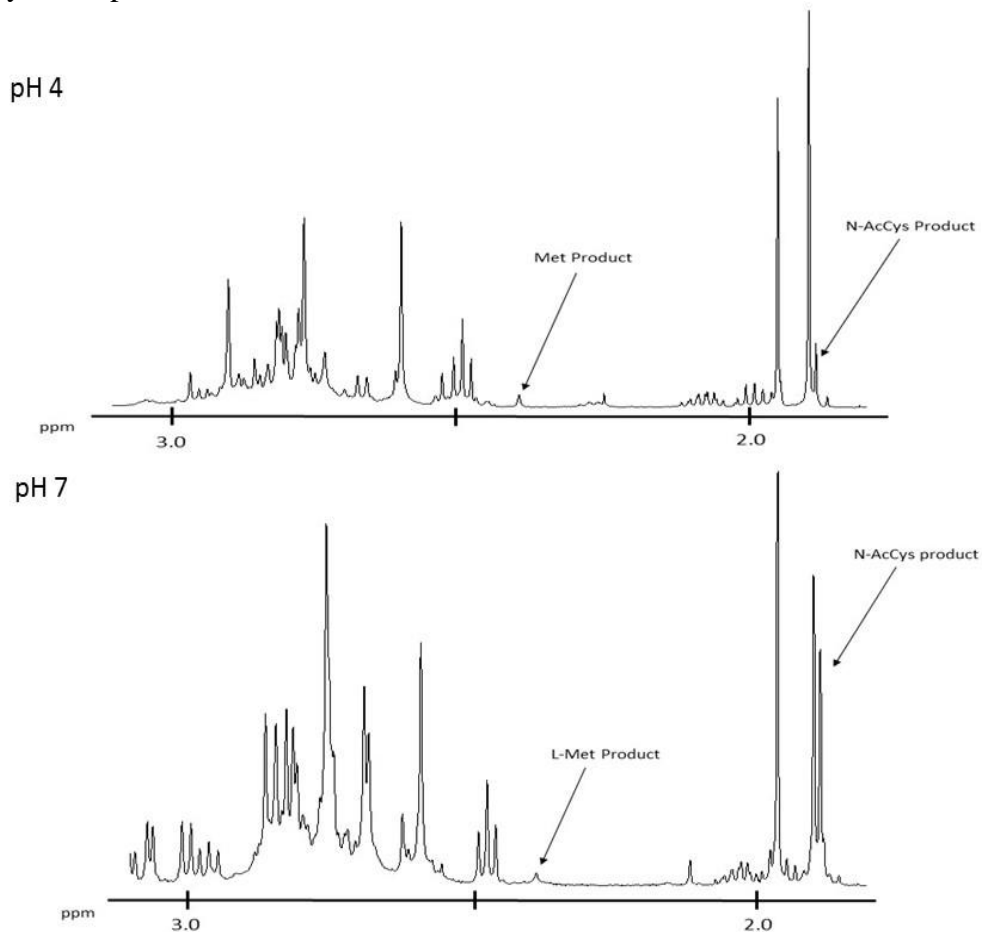 pH 4
N-AcCys Product
Met Product
ppm
3.0
2.0
pH 7
N-AcCys product
L-Met Product
ppm
3.0
2.0